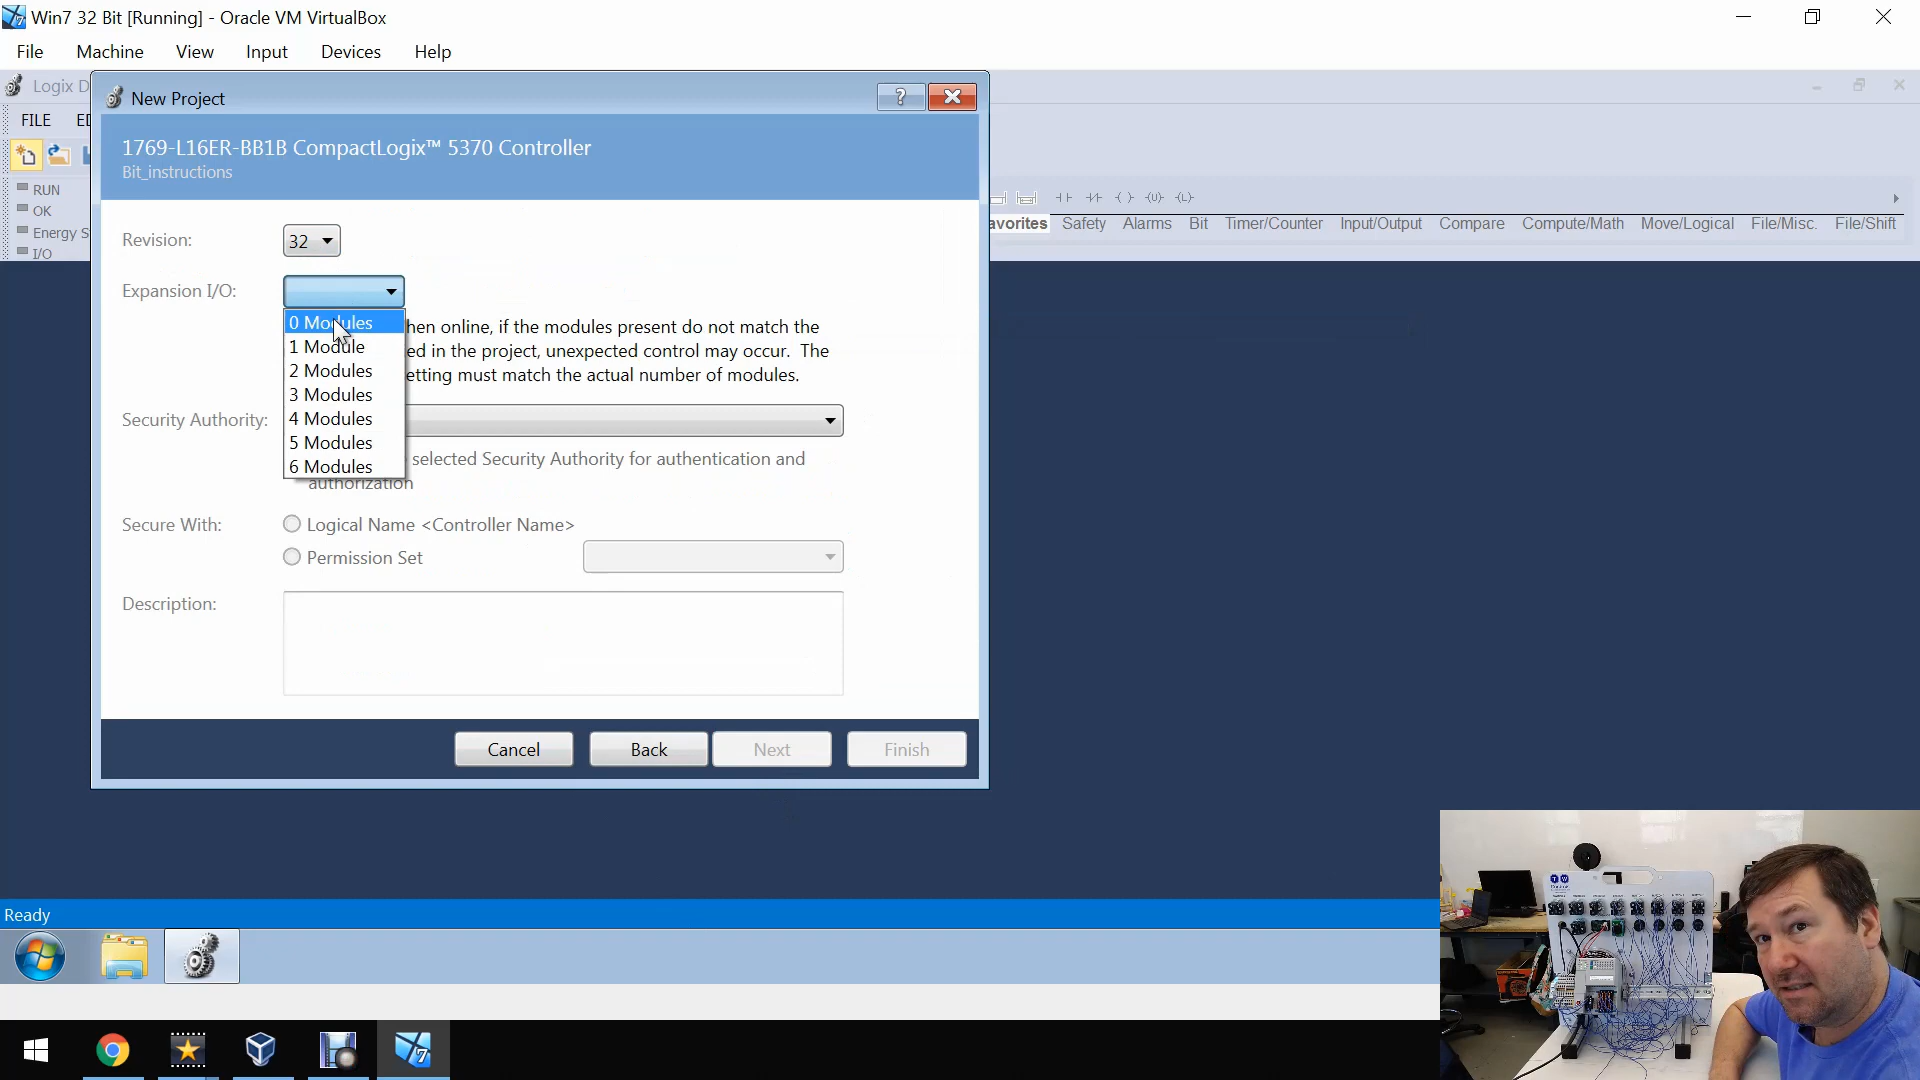 Win7 32 Bit [Running] - Oracle VM VirtualBox
File Machine View Input Devices Help
Logix D
New Project
?
FILE
ED
1769-L16ER-BB1B CompactLogix™ 5370 Controller
Bit_instructions
RUN
OK
Energy S
I/O
(U) (L)
avorites Safety Alarms Bit Timer/Counter Input/Output Compare Compute/Math Move/Logical File/Misc. File/Shift
Revision: 32
Expansion I/O:
0 Modules
1 Module
2 Modules
3 Modules
4 Modules
5 Modules
6 Modules
hen online, if the modules present do not match the
ed in the project, unexpected control may occur. The
etting must match the actual number of modules.
Security Authority:
selected Security Authority for authentication and
authorization
Secure With: Logical Name <Controller Name>
Permission Set
Description:
Cancel Back Next Finish
Ready
7